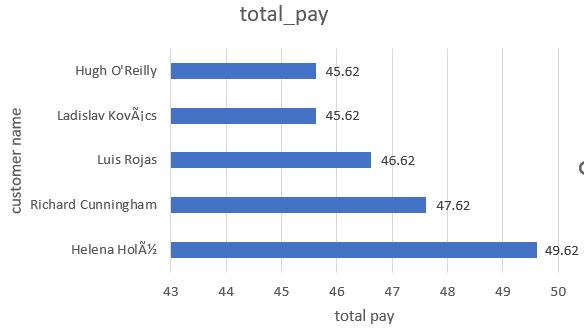 total_pay
customer name
Hugh O'Reilly 45.62
Ladislav KovÃ¡cs 45.62
Luis Rojas 46.62
Richard Cunningham 47.62
Helena HolÃ½ 49.62
43 44 45 46 47 48 49 50
total pay